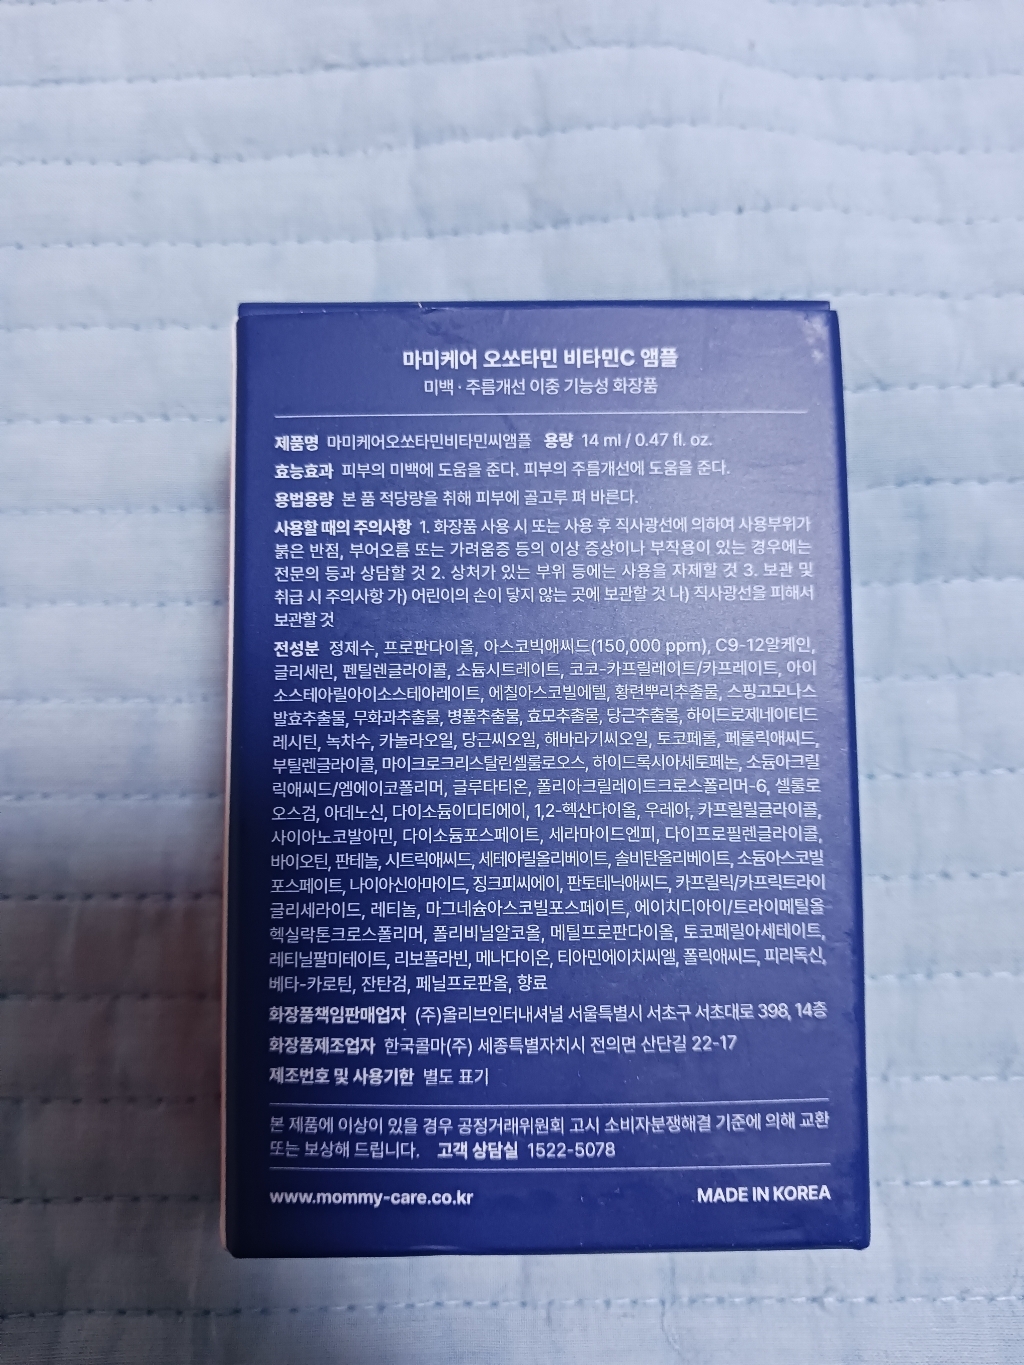 마미케어 오쏘타민 비타민C 앰플
미백 · 주름개선 이중 기능성 화장품
제품명 마미케어오쏘타민비타민씨앰플 용량 14 ml / 0.47 fl. oz.
효능효과 피부의 미백에 도움을 준다. 피부의 주름개선에 도움을 준다.
용법용량 본 품 적당량을 취해 피부에 골고루 펴 바른다.
사용할 때의 주의사항 1. 화장품 사용 시 또는 사용 후 직사광선에 의하여 사용부위가
붉은 반점, 부어오름 또는 가려움증 등의 이상 증상이나 부작용이 있는 경우에는
전문의 등과 상담할 것 2. 상처가 있는 부위 등에는 사용을 자제할 것 3. 보관 및
취급 시 주의사항 가) 어린이의 손이 닿지 않는 곳에 보관할 것 나) 직사광선을 피해서
보관할 것
전성분 정제수, 프로판다이올, 아스코빅애씨드(150,000 ppm), C9-12알케인,
글리세린, 펜틸렌글라이콜, 소듐시트레이트, 코코-카프릴레이트/카프레이트, 아이
소스테아릴아이소스테아레이트, 에칠아스코빌에텔, 황련뿌리추출물, 스핑고모나스
발효추출물, 무화과추출물, 병풀추출물, 효모추출물, 당근추출물, 하이드로제네이티드
레시틴, 녹차수, 카놀라오일, 당근씨오일, 해바라기씨오일, 토코페롤, 페룰릭애씨드,
부틸렌글라이콜, 마이크로크리스탈린셀룰로오스, 하이드록시아세토페논, 소듐아크릴
릭애씨드/엠에이코폴리머, 글루타티온, 폴리아크릴레이트크로스폴리머-6, 셀룰로
오스검, 아데노신, 다이소듐이디티에이, 1,2-헥산다이올, 우레아, 카프릴릴글라이콜,
사이아노코발아민, 다이소듐포스페이트, 세라마이드엔피, 다이프로필렌글라이콜,
바이오틴, 판테놀, 시트릭애씨드, 세테아릴올리베이트, 솔비탄올리베이트, 소듐아스코빌
포스페이트, 나이아신아마이드, 징크피씨에이, 판토테닉애씨드, 카프릴릭/카프릭트라이
글리세라이드, 레티놀, 마그네슘아스코빌포스페이트, 에이치디아이/트라이메틸올
헥실락톤크로스폴리머, 폴리비닐알코올, 메틸프로판다이올, 토코페릴아세테이트,
레티닐팔미테이트, 리보플라빈, 메나다이온, 티아민에이치씨엘, 폴릭애씨드, 피리독신,
베타-카로틴, 잔탄검, 페닐프로판올, 향료
화장품책임판매업자 (주)올리브인터내셔널 서울특별시 서초구 서초대로 398, 14층
화장품제조업자 한국콜마(주) 세종특별자치시 전의면 산단길 22-17
제조번호 및 사용기한 별도 표기
본 제품에 이상이 있을 경우 공정거래위원회 고시 소비자분쟁해결 기준에 의해 교환
또는 보상해 드립니다. 고객 상담실 1522-5078
www.mommy-care.co.kr MADE IN KOREA